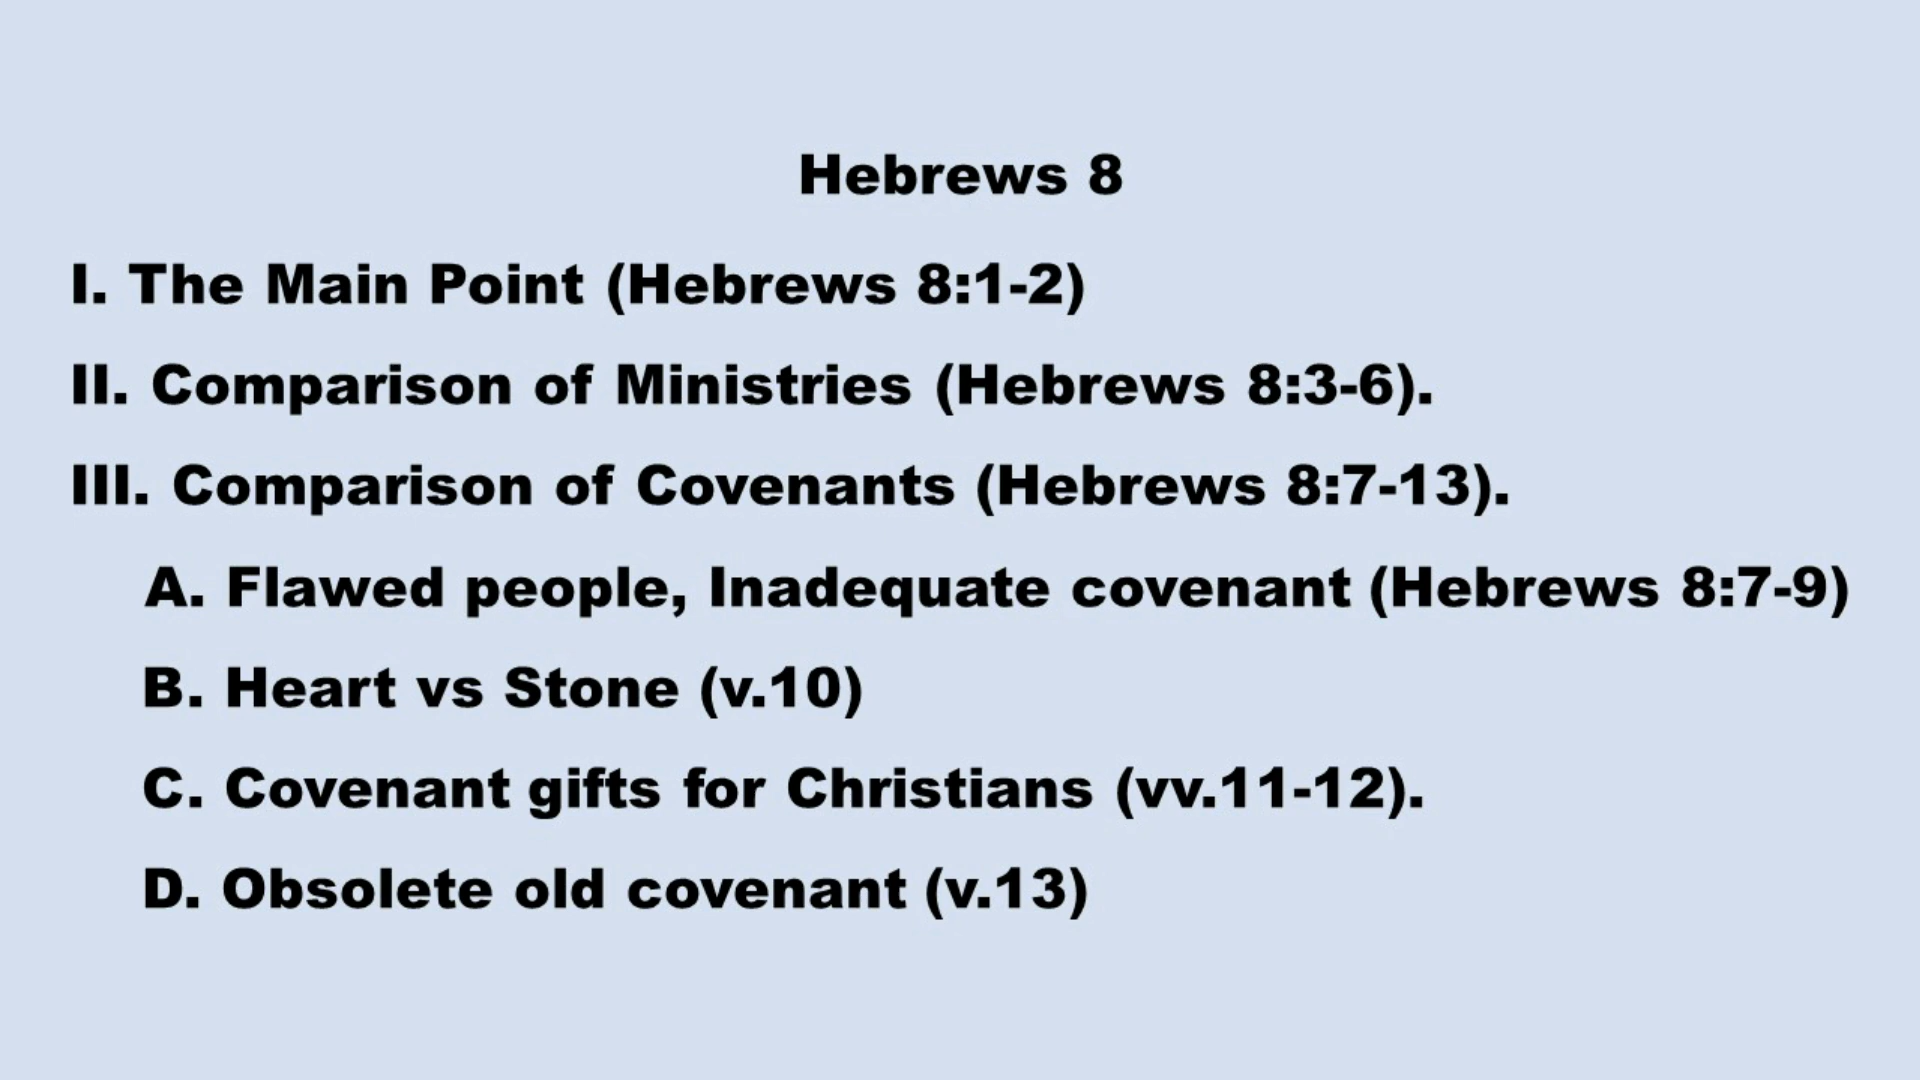 Hebrews 8
I. The Main Point (Hebrews 8:1-2)
II. Comparison of Ministries (Hebrews 8:3-6).
III. Comparison of Covenants (Hebrews 8:7-13).
A. Flawed people, Inadequate covenant (Hebrews 8:7-9)
B. Heart vs Stone (v.10)
C. Covenant gifts for Christians (vv.11-12).
D. Obsolete old covenant (v.13)